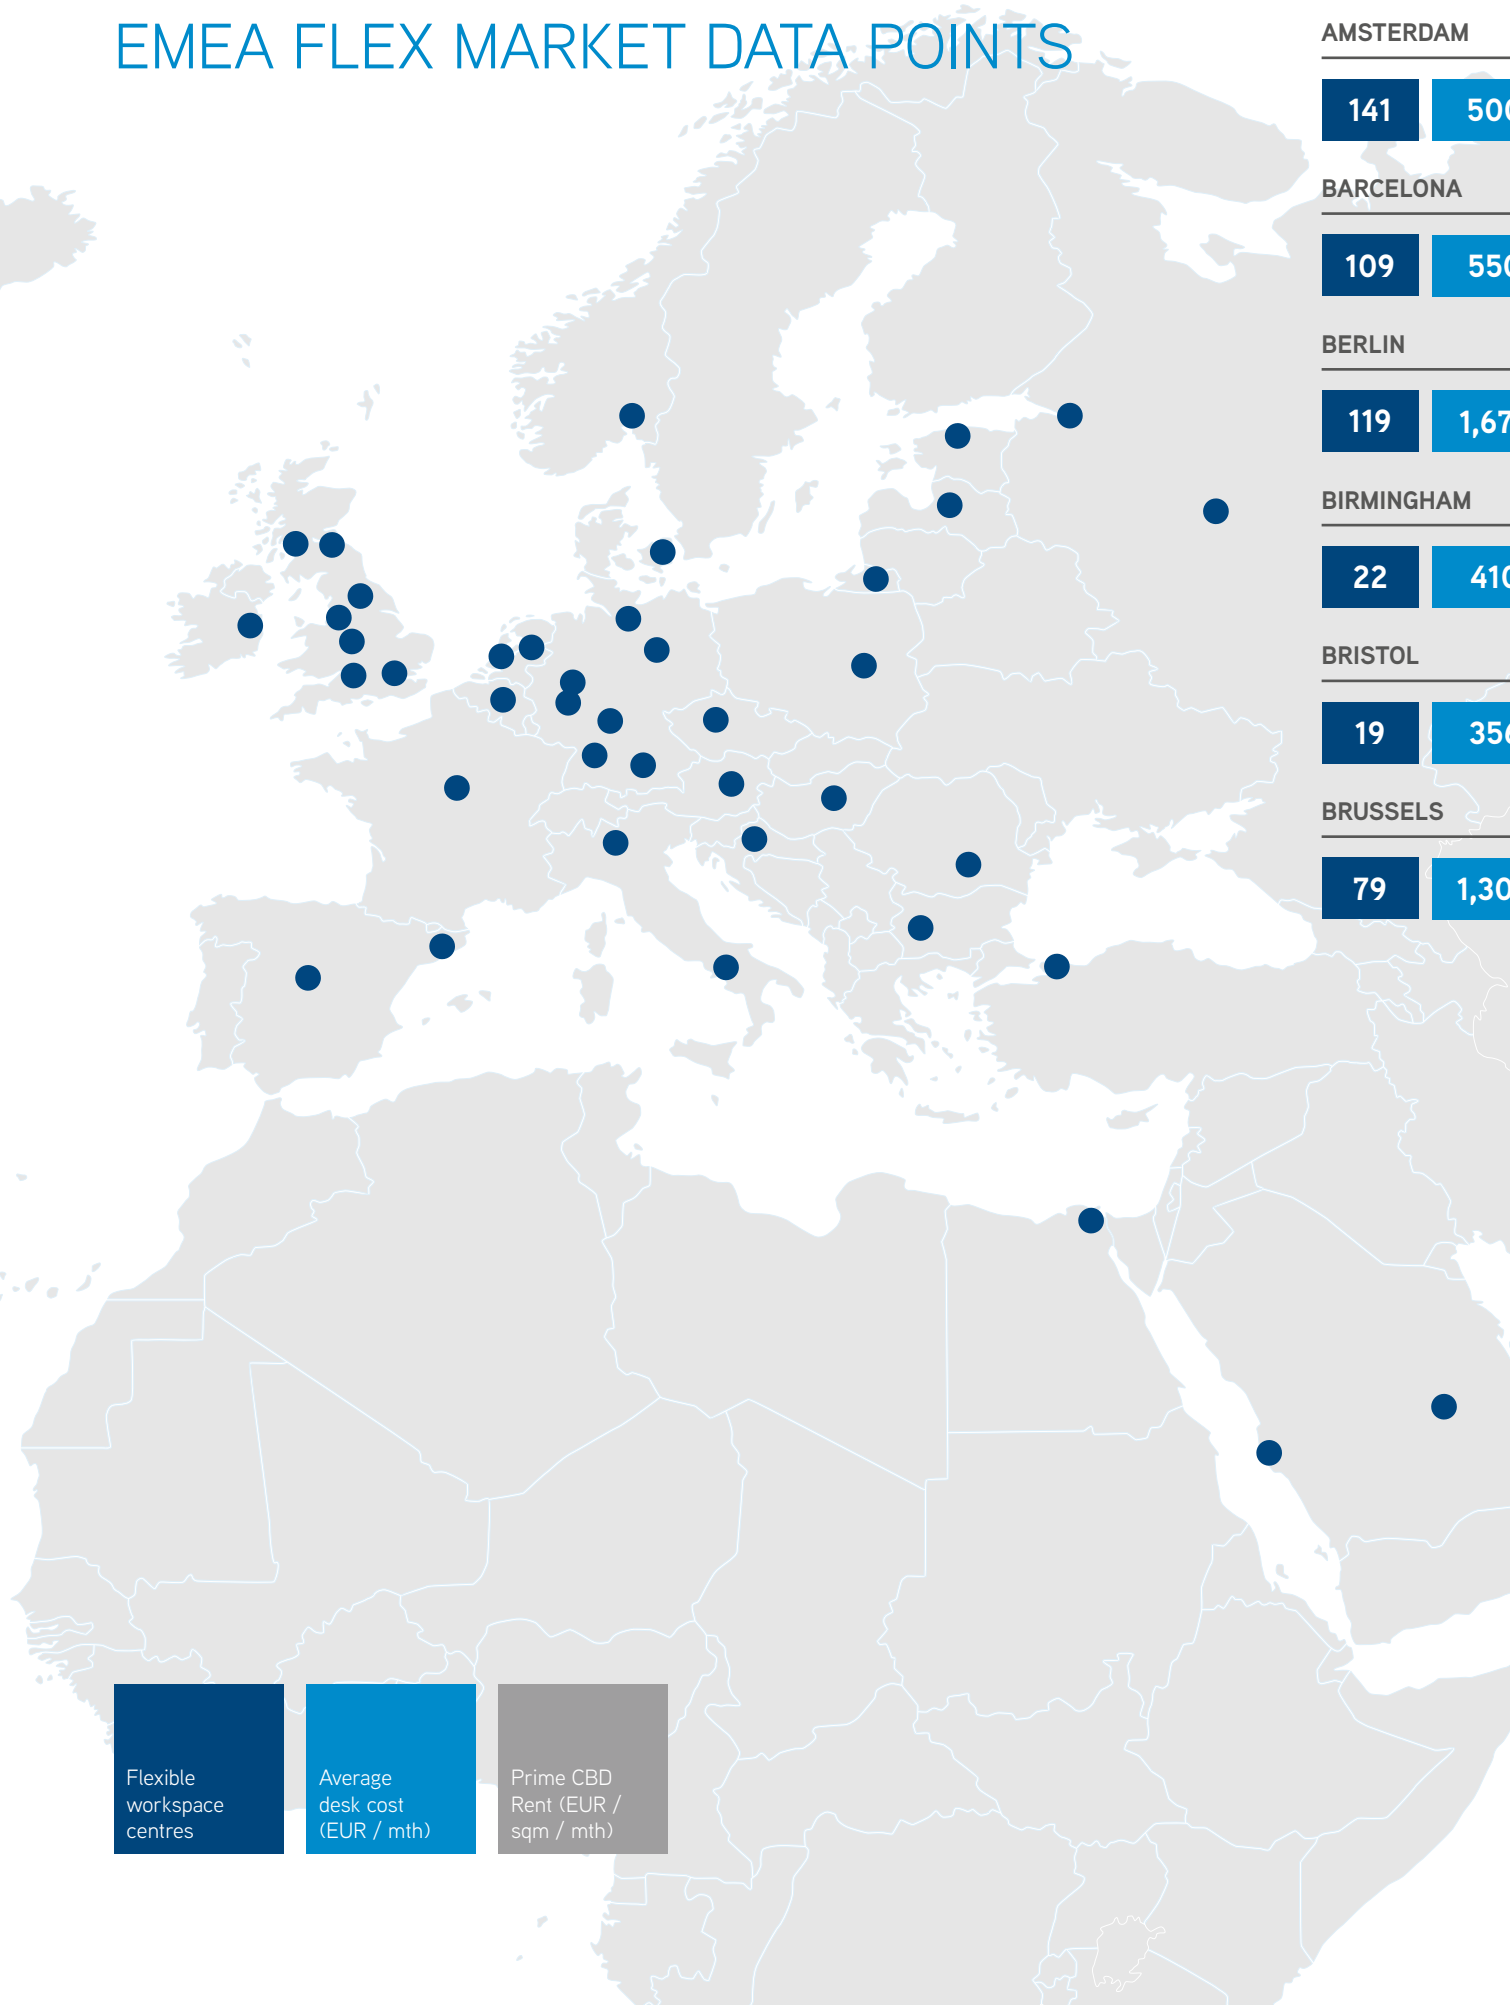 EMEA FLEX MARKET DATA POINTS
AMSTERDAM
141
BARCELONA
109
BERLIN
119
BIRMINGHAM
22
BRISTOL
19
BRUSSELS
79
Flexible
workspace
centres
Average
desk cost
(EUR / mth)
Prime CBD
Rent (EUR /
sqm / mth)